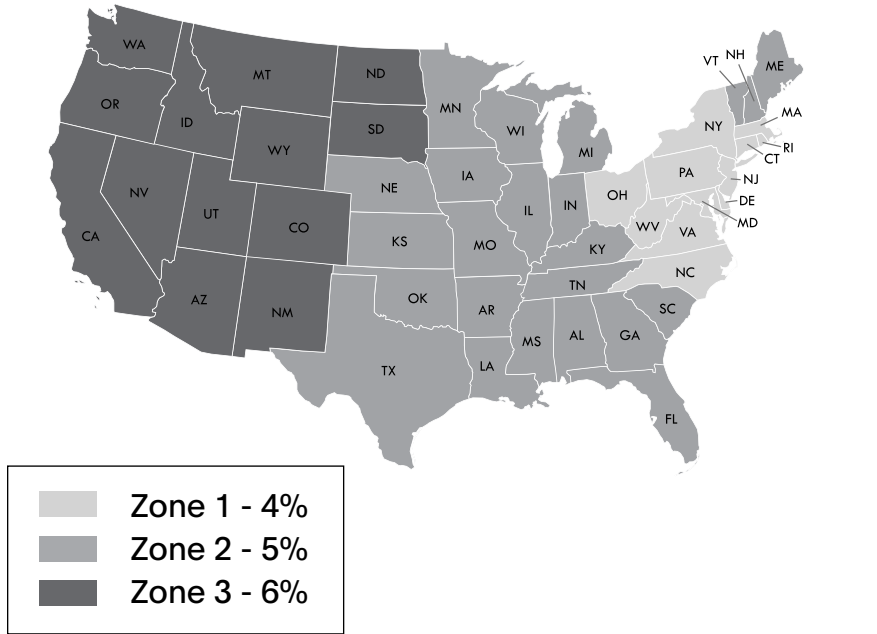 WA
MT
ND
MN
VT
NH
ME
OR
ID
SD
WI
NY
MA
WY
MI
RI
CT
NV
NE
IA
PA
NJ
UT
CO
IL
IN
OH
DE
CA
KS
MO
KY
WV
VA
MD
AZ
NM
OK
AR
TN
NC
SC
TX
LA
MS
AL
GA
FL
Zone 1 - 4%
Zone 2 - 5%
Zone 3 - 6%